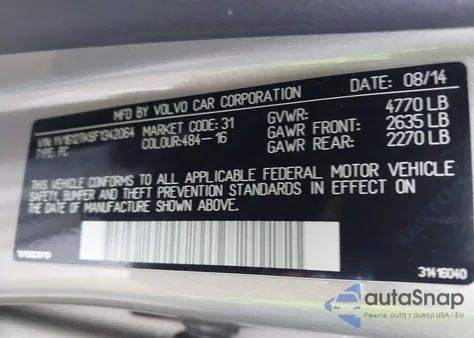 MFD BY VOLVO CAR CORPORATION DATE: 08/14
VIN: YV1612TKSF1342064 MARKET CODE: 31 GVWR: 4770 LB
TYPE: PC COLOUR:484-16 GAWR FRONT: 2635 LB
GAWR REAR: 2270 LB
THIS VEHICLE CONFORMS TO ALL APPLICABLE FEDERAL MOTOR VEHICLE
SAFETY, BUMPER AND THEFT PREVENTION STANDARDS IN EFFECT ON THE
DATE OF MANUFACTURE SHOWN ABOVE.
VOLVO 31416040
autoSnap
Pewne auta z aukcji USA i EU